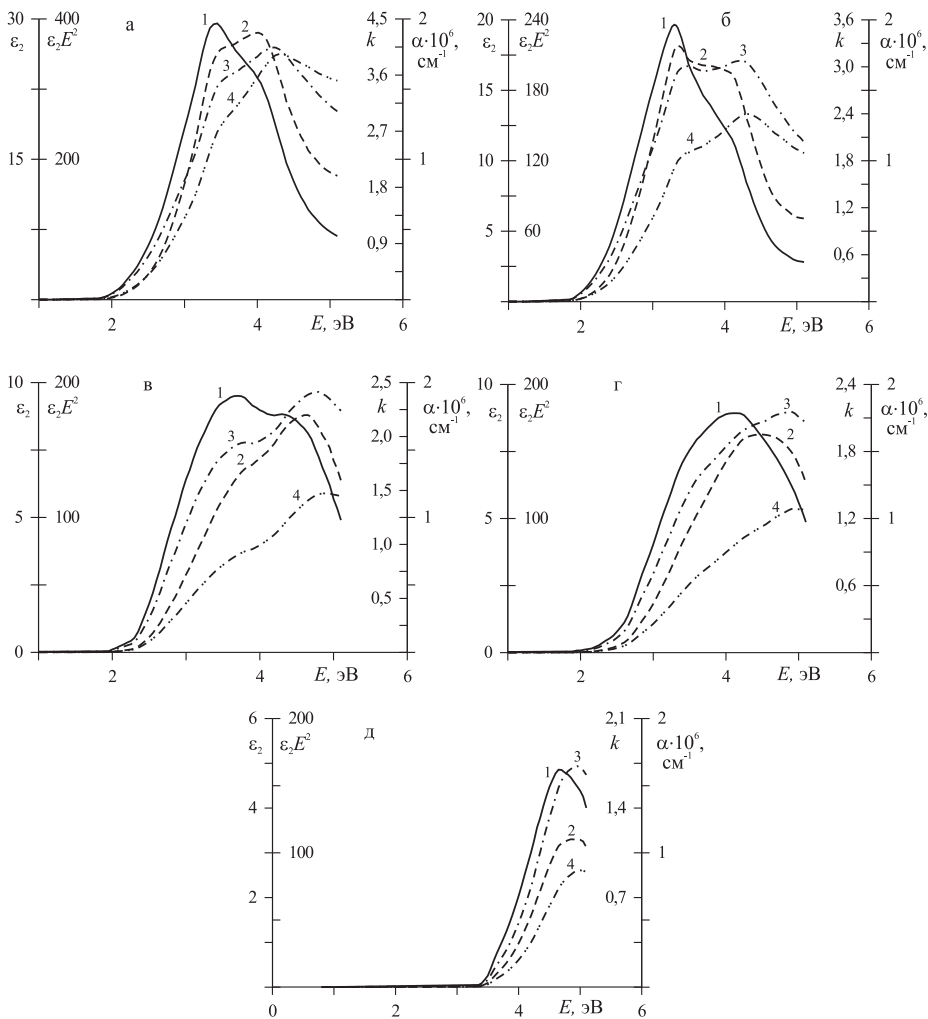 30 400 а 4,5 2
ε₂ ε₂E² 1 2 k α·10⁶,
см⁻¹
3,6
3
4 2,7
15 200 1
1,8
0,9
2 4 E, эВ 6
20 240 б 3,6 2
ε₂ ε₂E² 1 k α·10⁶,
см⁻¹
2 3
15 180 3,0
2,4
4
10 120 1,8 1
5 60 1,2
0,6
2 4 E, эВ 6
10 200 в 2,5 2
ε₂ ε₂E² 1 k α·10⁶,
см⁻¹
3 2,0
2
4 1,5
5 100 1
1,0
0,5
0 2 4 E, эВ 6
10 200 г 2,4 2
ε₂ ε₂E² 1 3 k α·10⁶,
см⁻¹
2 1,8
4
5 100 1,2 1
0,6
0 2 4 E, эВ 6
6 200 д 2,1 2
ε₂ ε₂E² k α·10⁶,
см⁻¹
1 3
4 1,4
2
100 1
4
2 0,7
0 2 4 E, эВ 6